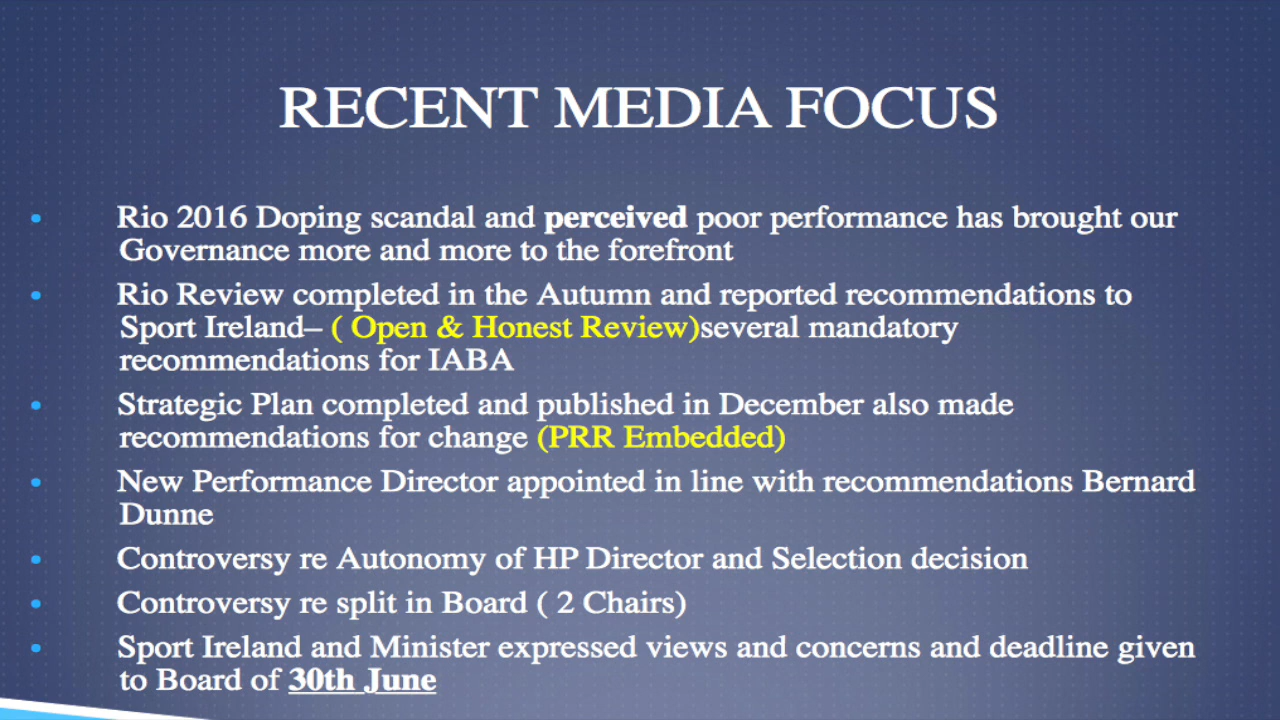 RECENT MEDIA FOCUS
• Rio 2016 Doping scandal and perceived poor performance has brought our
Governance more and more to the forefront
• Rio Review completed in the Autumn and reported recommendations to
Sport Ireland– ( Open & Honest Review)several mandatory
recommendations for IABA
• Strategic Plan completed and published in December also made
recommendations for change (PRR Embedded)
• New Performance Director appointed in line with recommendations Bernard
Dunne
• Controversy re Autonomy of HP Director and Selection decision
• Controversy re split in Board ( 2 Chairs)
• Sport Ireland and Minister expressed views and concerns and deadline given
to Board of 30th June